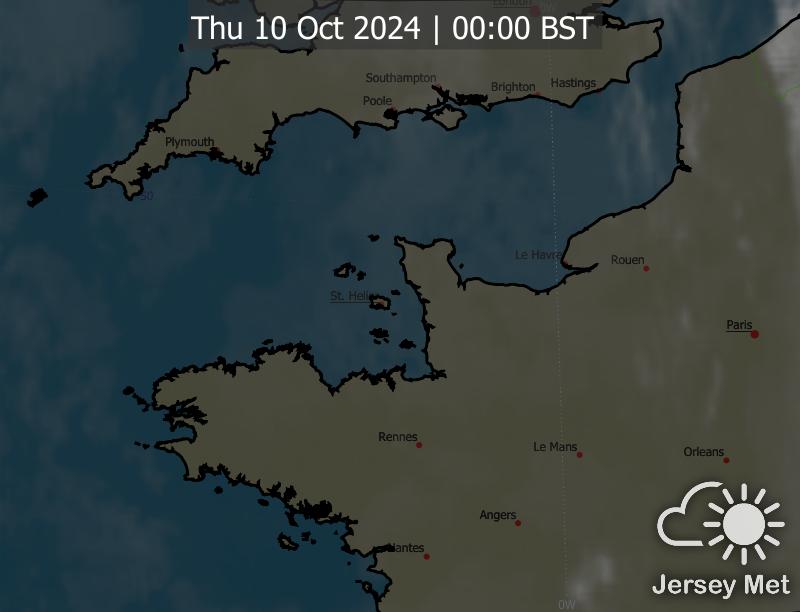 London
Thu 10 Oct 2024 | 00:00 BST
Southampton
Brighton
Hastings
Poole
Plymouth
50
Le Havre
Rouen
St. Helier
Paris
Rennes
Le Mans
Orleans
Angers
Nantes
Jersey Met
0W